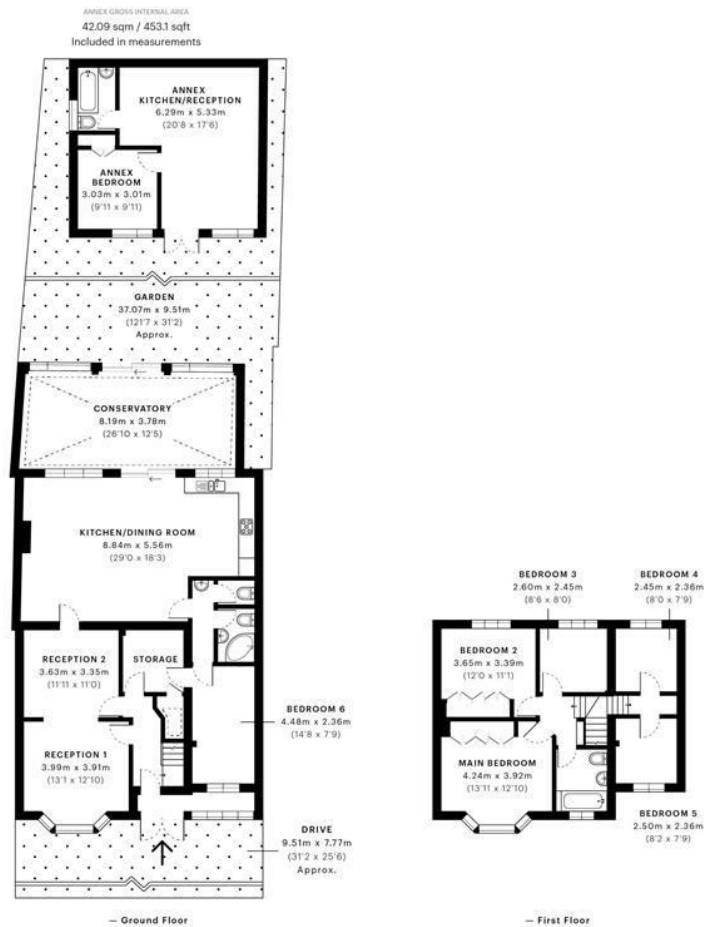 ANNEX GROSS INTERNAL AREA
42.09 sqm / 453.1 sqft
Included in measurements
ANNEX
KITCHEN/RECEPTION
6.29m x 5.33m
(20'8 x 17'6)
ANNEX
BEDROOM
3.03m x 3.01m
(9'11 x 9'11)
GARDEN
37.07m x 9.51m
(121'7 x 31'2)
Approx.
CONSERVATORY
8.19m x 3.78m
(26'10 x 12'5)
KITCHEN/DINING ROOM
8.84m x 5.56m
(29'0 x 18'3)
RECEPTION 2
3.63m x 3.35m
(11'11 x 11'0)
STORAGE
BEDROOM 6
4.48m x 2.36m
(14'8 x 7'9)
RECEPTION 1
3.99m x 3.91m
(13'1 x 12'10)
DRIVE
9.51m x 7.77m
(31'2 x 25'6)
Approx.
— Ground Floor
BEDROOM 3
2.60m x 2.45m
(8'6 x 8'0)
BEDROOM 4
2.45m x 2.36m
(8'0 x 7'9)
BEDROOM 2
3.65m x 3.39m
(12'0 x 11'1)
MAIN BEDROOM
4.24m x 3.92m
(13'11 x 12'10)
BEDROOM 5
2.50m x 2.36m
(8'2 x 7'9)
— First Floor